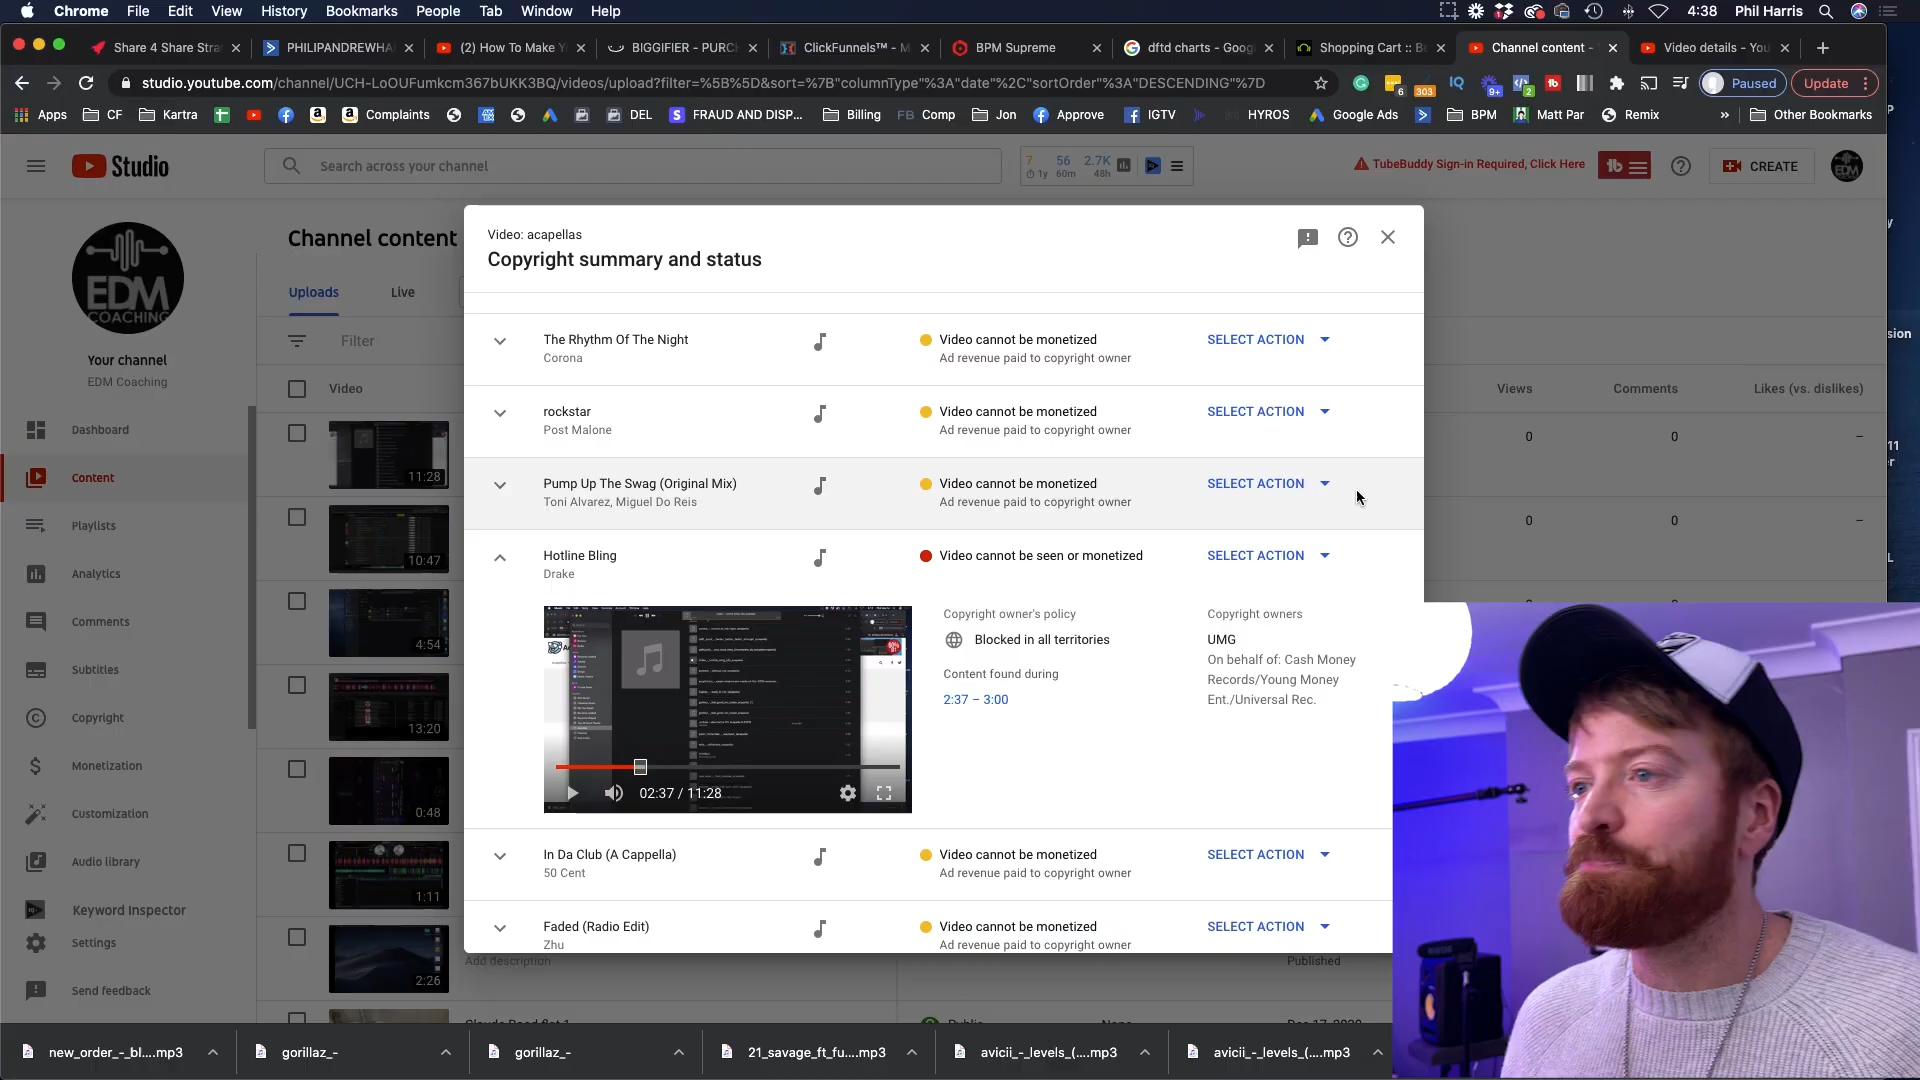 Chrome File Edit View History Bookmarks People Tab Window Help 4:38 Phil Harris
Share 4 Share Stra PHILIPANDREWHA (2) How To Make Y BIGGIFIER - PURC ClickFunnels™ - M BPM Supreme dftd charts - Goog Shopping Cart :: Be Channel content - Video details - You
studio.youtube.com/channel/UCH-LoOUFumkcm367bUKK3BQ/videos/upload?filter=%5B%5D&sort=%7B"columnType"%3A"date"%2C"sortOrder"%3A"DESCENDING"%7D 6 303 IQ 9+ 2 Paused Update
Apps CF Kartra Complaints DEL FRAUD AND DISP... Billing FB Comp Jon Approve IGTV HYROS Google Ads BPM Matt Par Remix » Other Bookmarks
Studio Search across your channel 7 56 2.7K TubeBuddy Sign-in Required, Click Here CREATE
1y 60m 48h
EDM
COACHING
Your channel
EDM Coaching
Dashboard
Content
Playlists
Analytics
Comments
Subtitles
Copyright
Monetization
Customization
Audio library
Keyword Inspector
Settings
Send feedback
Channel content
Uploads Live
Filter
Video Views Comments Likes (vs. dislikes)
11:28 0 0 –
10:47 0 0 –
4:54
13:20
0:48
1:11
2:26
Add description Published
Video: acapellas
Copyright summary and status
The Rhythm Of The Night Video cannot be monetized SELECT ACTION
Corona Ad revenue paid to copyright owner
rockstar Video cannot be monetized SELECT ACTION
Post Malone Ad revenue paid to copyright owner
Pump Up The Swag (Original Mix) Video cannot be monetized SELECT ACTION
Toni Alvarez, Miguel Do Reis Ad revenue paid to copyright owner
Hotline Bling Video cannot be seen or monetized SELECT ACTION
Drake
Copyright owner's policy Copyright owners
Blocked in all territories UMG
On behalf of: Cash Money
Content found during Records/Young Money
2:37 – 3:00 Ent./Universal Rec.
02:37 / 11:28
In Da Club (A Cappella) Video cannot be monetized SELECT ACTION
50 Cent Ad revenue paid to copyright owner
Faded (Radio Edit) Video cannot be monetized SELECT ACTION
Zhu Ad revenue paid to copyright owner
new_order_-_bl....mp3 gorillaz_- gorillaz_- 21_savage_ft_fu....mp3 avicii_-_levels_(....mp3 avicii_-_levels_(....mp3